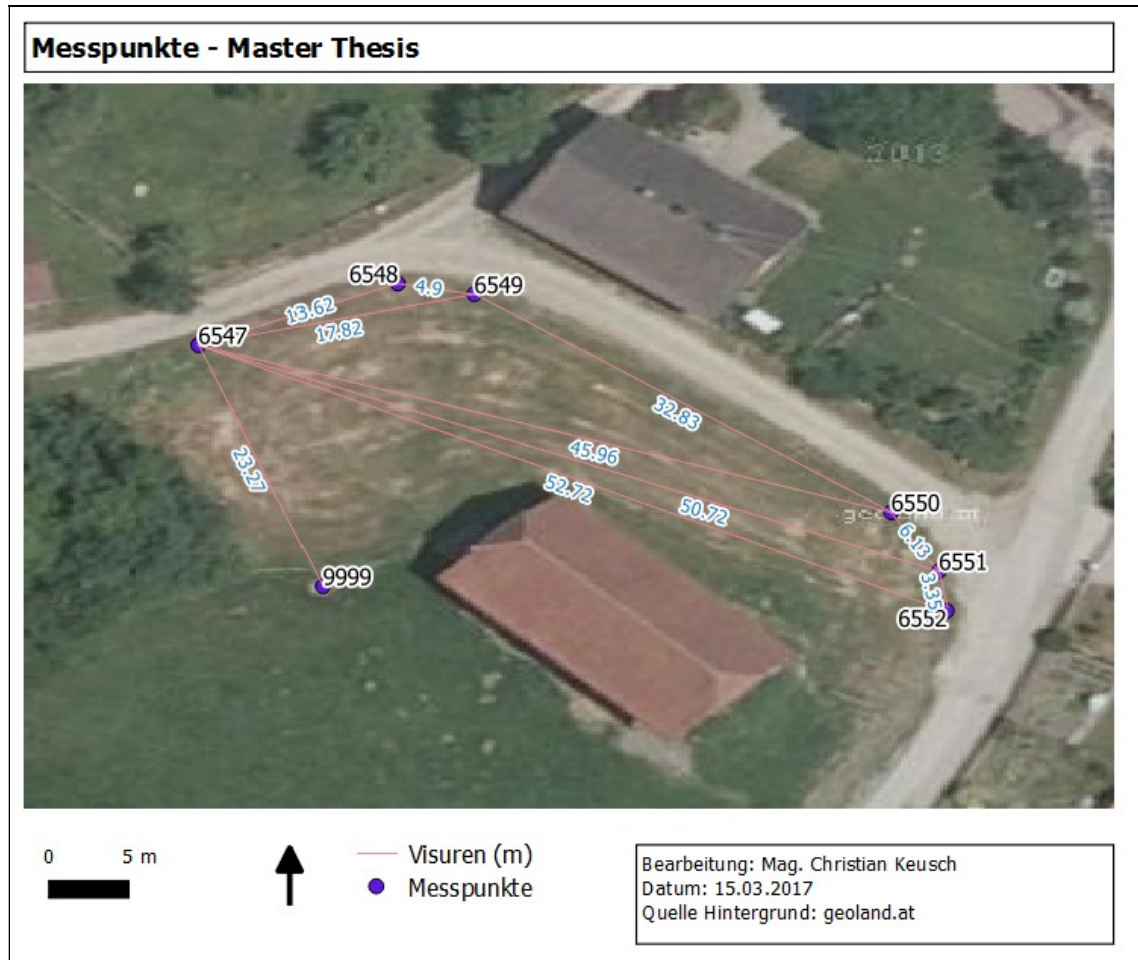 Messpunkte - Master Thesis
2013
6548
4.9
6549
13.62
17.82
6547
32.83
23.27
45.96
52.72
50.72
6550
geoland.at
6.13
9999
6551
3.35
6552
0 5 m
Visuren (m)
Messpunkte
Bearbeitung: Mag. Christian Keusch
Datum: 15.03.2017
Quelle Hintergrund: geoland.at